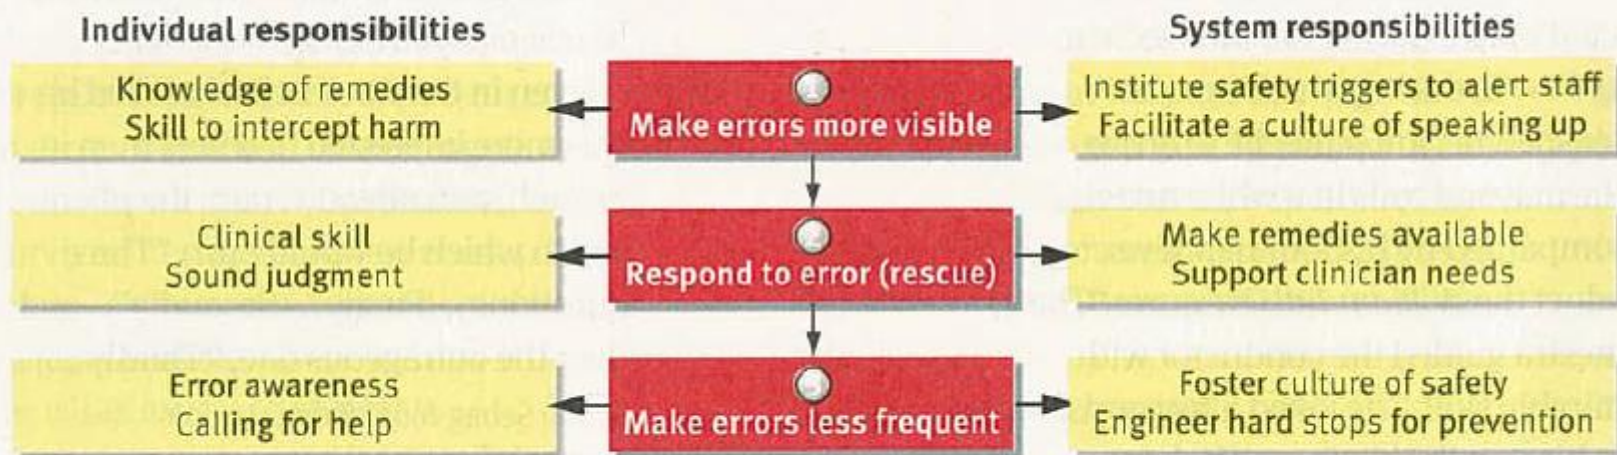 Individual responsibilities
System responsibilities
Knowledge of remedies
Skill to intercept harm
Make errors more visible
Institute safety triggers to alert staff
Facilitate a culture of speaking up
Clinical skill
Sound judgment
Respond to error (rescue)
Make remedies available
Support clinician needs
Error awareness
Calling for help
Make errors less frequent
Foster culture of safety
Engineer hard stops for prevention